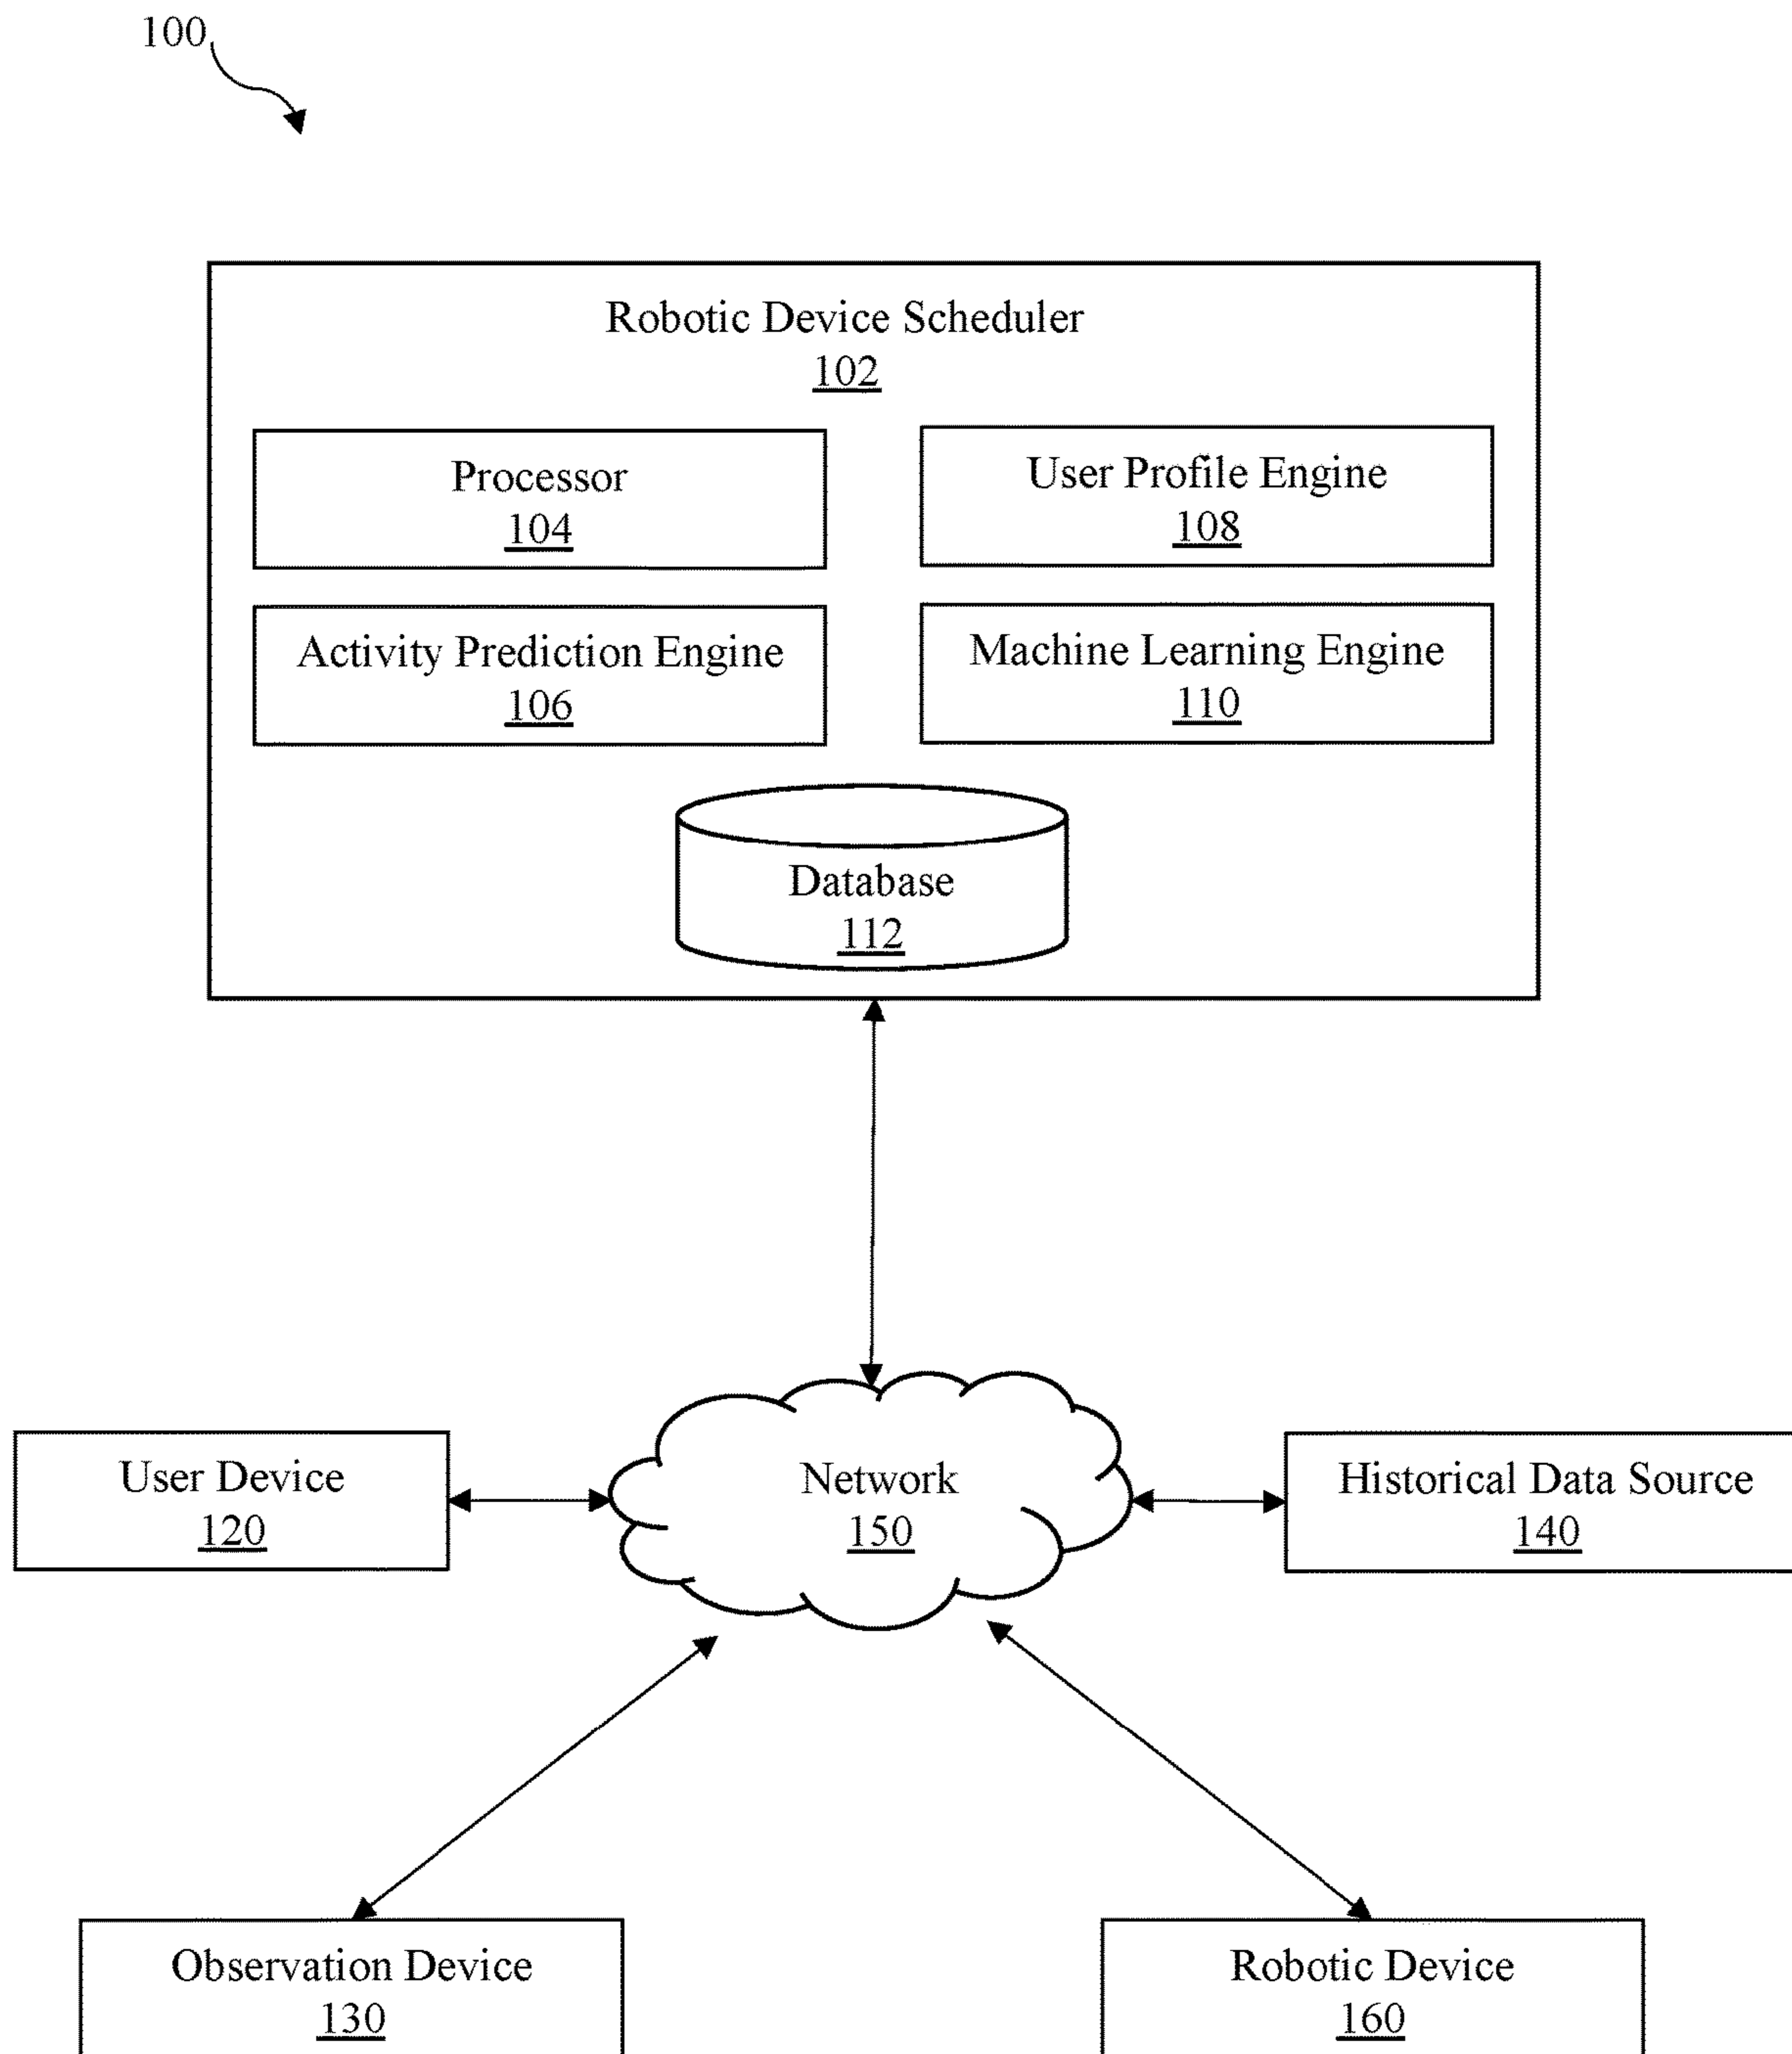 100
Robotic Device Scheduler
102
Processor
104
User Profile Engine
108
Activity Prediction Engine
106
Machine Learning Engine
110
Database
112
User Device
120
Network
150
Historical Data Source
140
Observation Device
130
Robotic Device
160